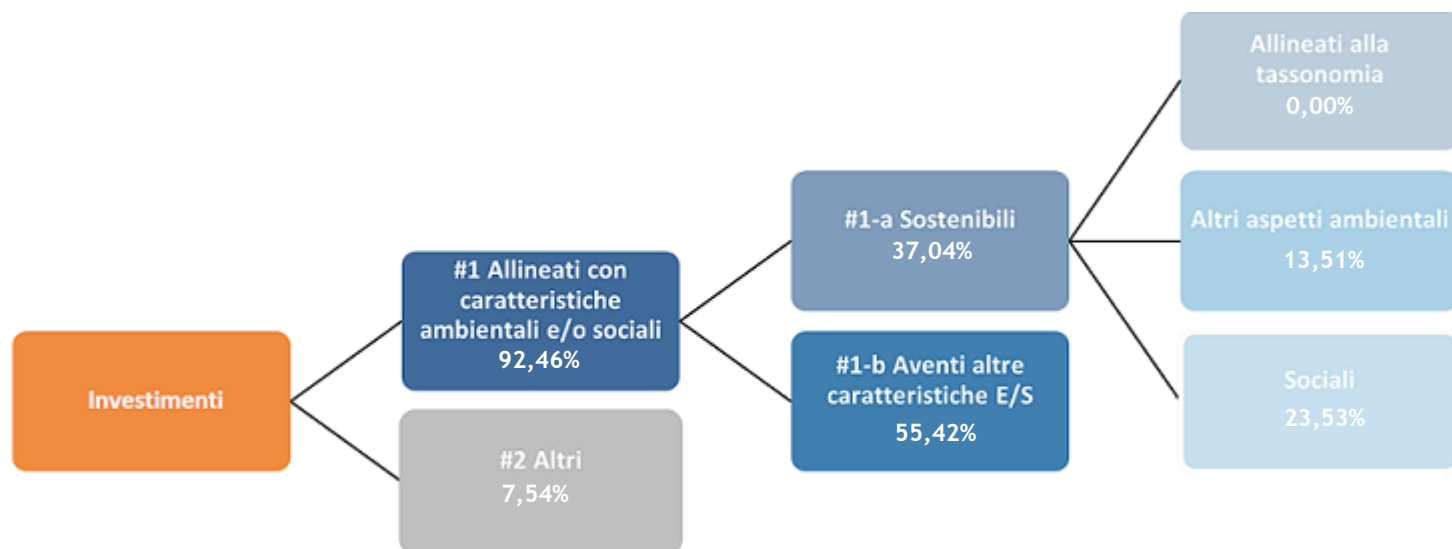 Investimenti
#1 Allineati con
caratteristiche
ambientali e/o sociali
92,46%
#2 Altri
7,54%
#1-a Sostenibili
37,04%
#1-b Aventi altre
caratteristiche E/S
55,42%
Allineati alla
tassonomia
0,00%
Altri aspetti ambientali
13,51%
Sociali
23,53%